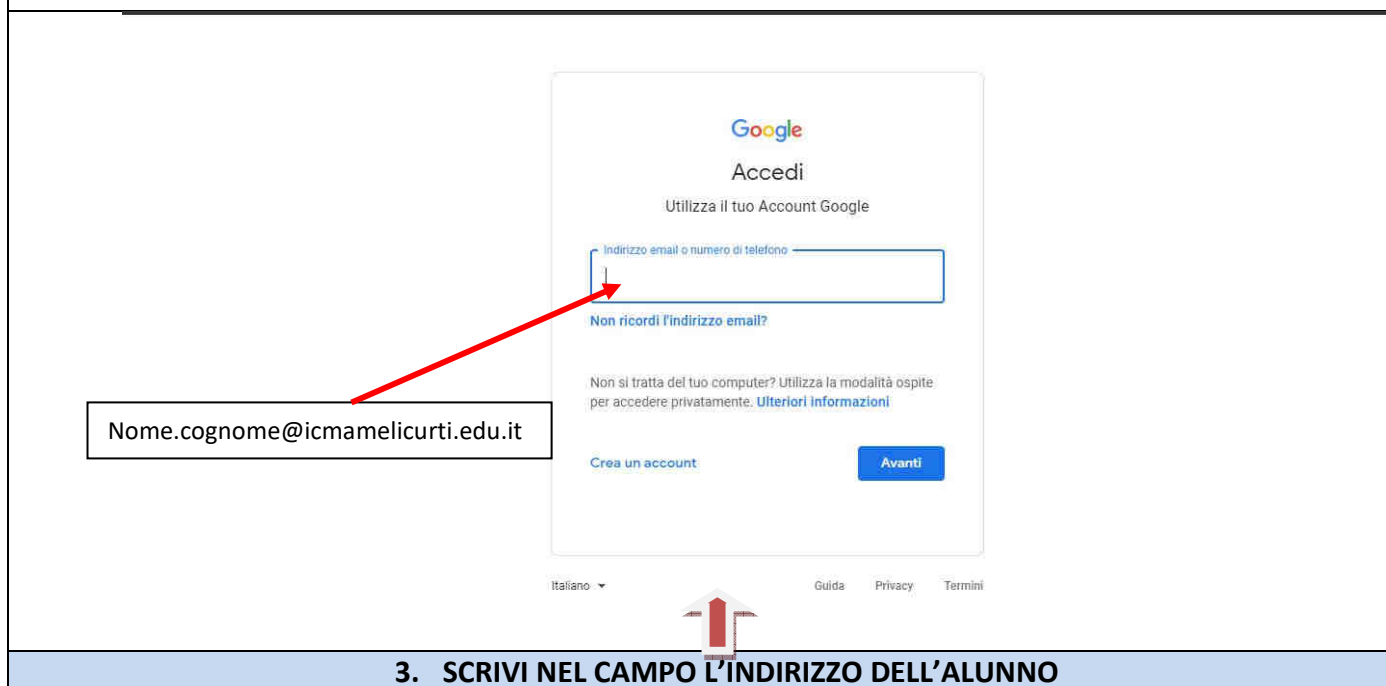 Google
Accedi
Utilizza il tuo Account Google
Indirizzo email o numero di telefono
Non ricordi l'indirizzo email?
Non si tratta del tuo computer? Utilizza la modalità ospite
per accedere privatamente. Ulteriori informazioni
Nome.cognome@icmamelicurti.edu.it
Crea un account Avanti
Italiano Guida Privacy Termini
3. SCRIVI NEL CAMPO L’INDIRIZZO DELL’ALUNNO